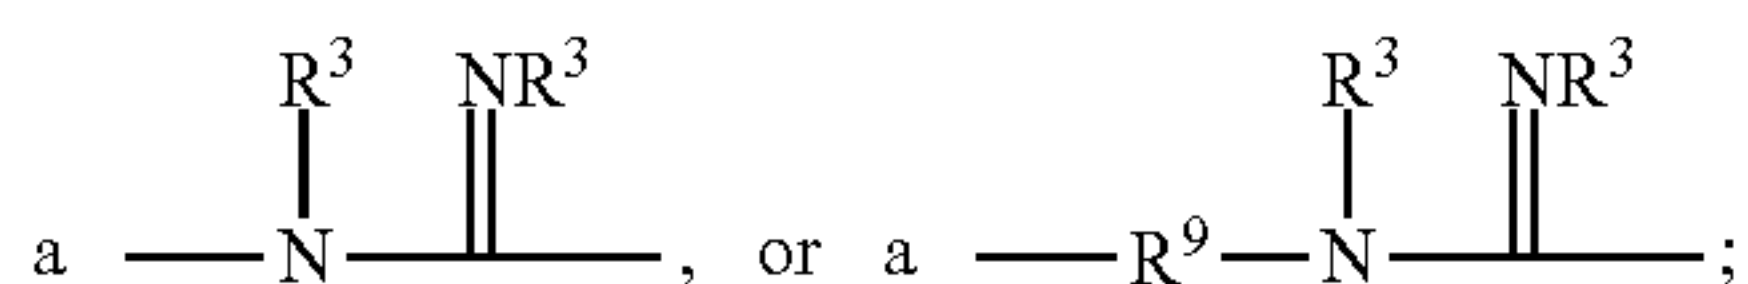 R³ NR³ R³ NR³
a N , or a R⁹ N ;